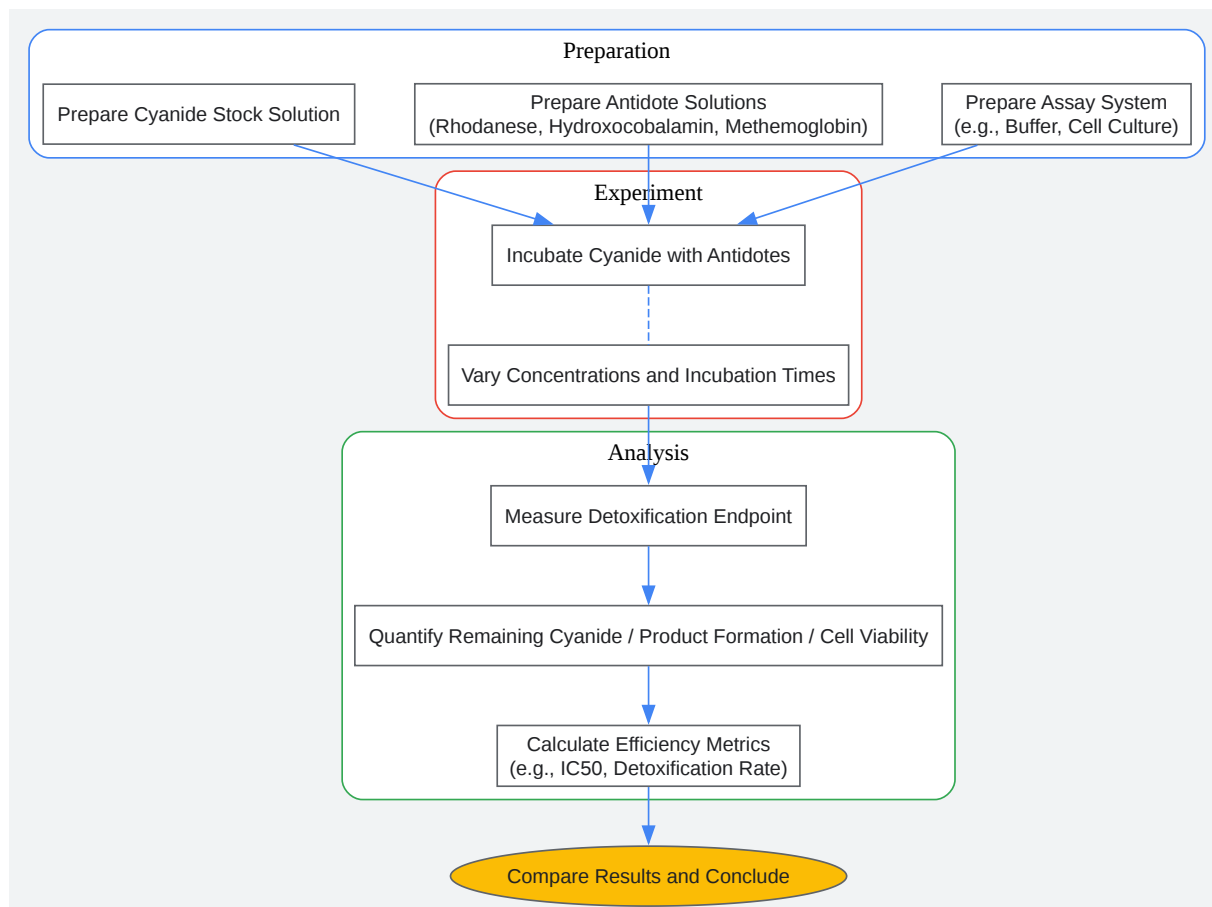 Preparation
Prepare Cyanide Stock Solution
Prepare Antidote Solutions
(Rhodanese, Hydroxocobalamin, Methemoglobin)
Prepare Assay System
(e.g., Buffer, Cell Culture)
Experiment
Incubate Cyanide with Antidotes
Vary Concentrations and Incubation Times
Analysis
Measure Detoxification Endpoint
Quantify Remaining Cyanide / Product Formation / Cell Viability
Calculate Efficiency Metrics
(e.g., IC50, Detoxification Rate)
Compare Results and Conclude